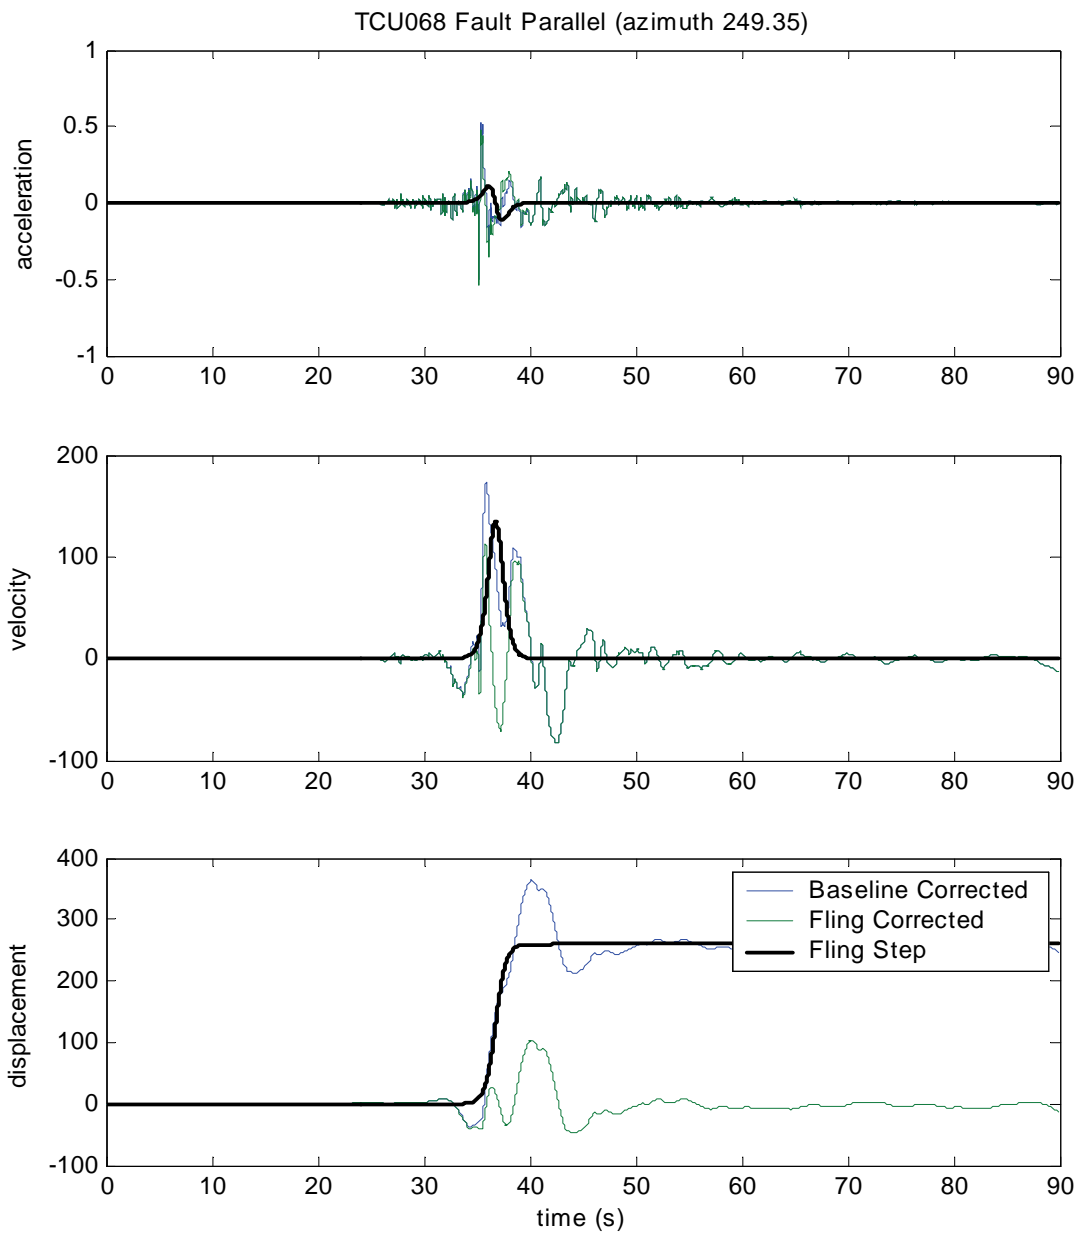 TCU068 Fault Parallel (azimuth 249.35)
1
0.5
0
-0.5
-1
acceleration
0 10 20 30 40 50 60 70 80 90
200
100
0
-100
velocity
0 10 20 30 40 50 60 70 80 90
400
300
200
100
0
-100
displacement
Baseline Corrected
Fling Corrected
Fling Step
0 10 20 30 40 50 60 70 80 90
time (s)